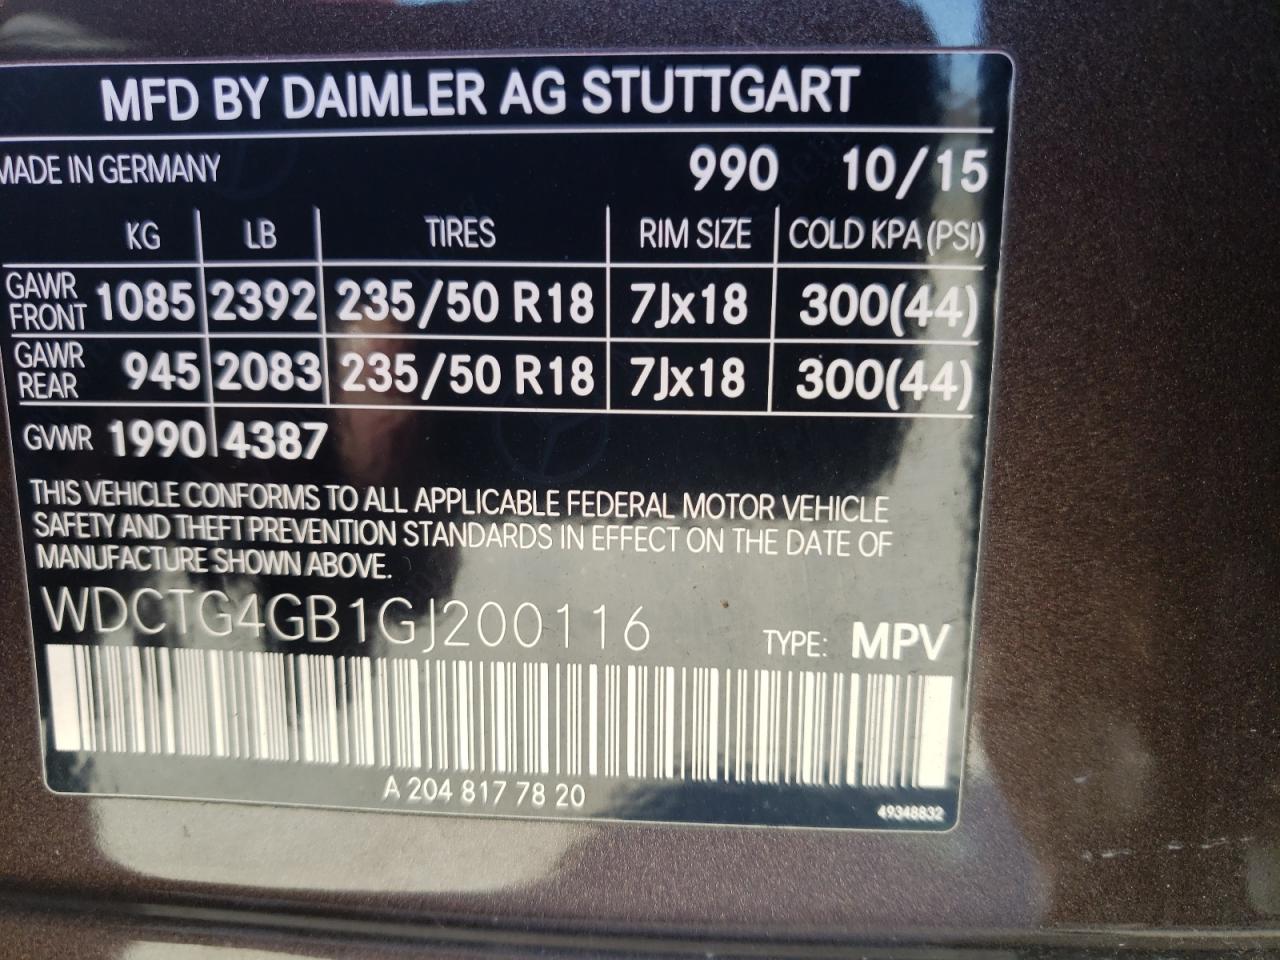 MFD BY DAIMLER AG STUTTGART
MADE IN GERMANY 990 10/15
KG LB TIRES RIM SIZE COLD KPA (PSI)
GAWR FRONT 1085 2392 235/50 R18 7Jx18 300(44)
GAWR REAR 945 2083 235/50 R18 7Jx18 300(44)
GVWR 1990 4387
THIS VEHICLE CONFORMS TO ALL APPLICABLE FEDERAL MOTOR VEHICLE
SAFETY AND THEFT PREVENTION STANDARDS IN EFFECT ON THE DATE OF
MANUFACTURE SHOWN ABOVE.
WDCTG4GB1GJ200116 TYPE: MPV
A 204 817 78 20
49348832